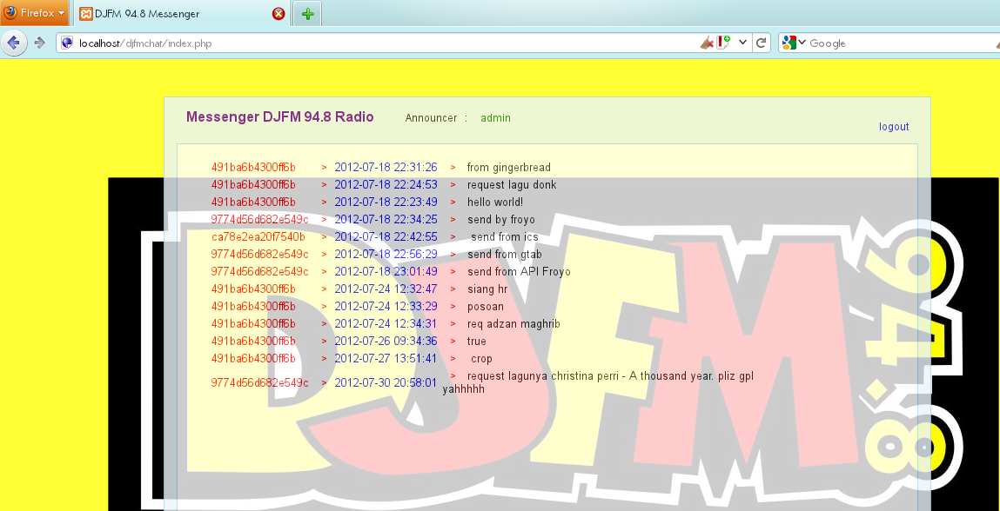 Firefox
DJFM 94.8 Messenger
localhost/djfmchat/index.php
Google
Messenger DJFM 94.8 Radio Announcer : admin
logout
491ba6b4300ff6b > 2012-07-18 22:31:26 > from gingerbread
491ba6b4300ff6b > 2012-07-18 22:24:53 > request lagu donk
491ba6b4300ff6b > 2012-07-18 22:23:49 > hello world!
9774d56d682e549c > 2012-07-18 22:34:25 > send by froyo
ca78e2ea20f7540b > 2012-07-18 22:42:55 > send from ics
9774d56d682e549c > 2012-07-18 22:56:29 > send from gtab
9774d56d682e549c > 2012-07-18 23:01:49 > send from API Froyo
491ba6b4300ff6b > 2012-07-24 12:32:47 > siang hr
491ba6b4300ff6b > 2012-07-24 12:33:29 > posoan
491ba6b4300ff6b > 2012-07-24 12:34:31 > req adzan maghrib
491ba6b4300ff6b > 2012-07-26 09:34:36 > true
491ba6b4300ff6b > 2012-07-27 13:51:41 > crop
9774d56d682e549c > 2012-07-30 20:58:01 > request lagunya christina perri - A thousand year. pliz gpl
yahhhhh
DJFM
94.8